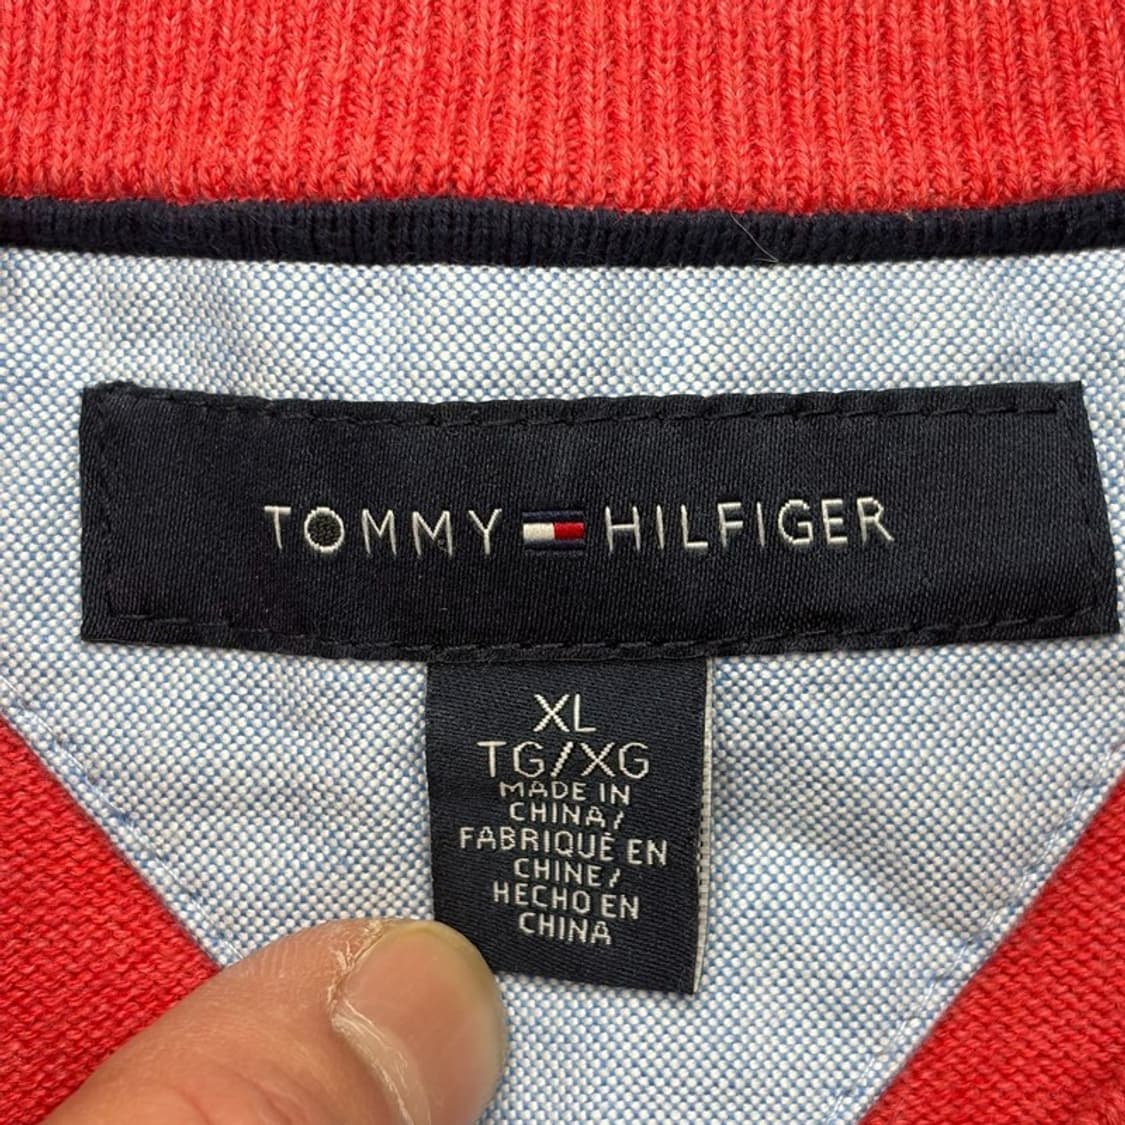 TOMMY HILFIGER
XL
TG/XG
MADE IN
CHINA/
FABRIQUÉ EN
CHINE/
HECHO EN
CHINA